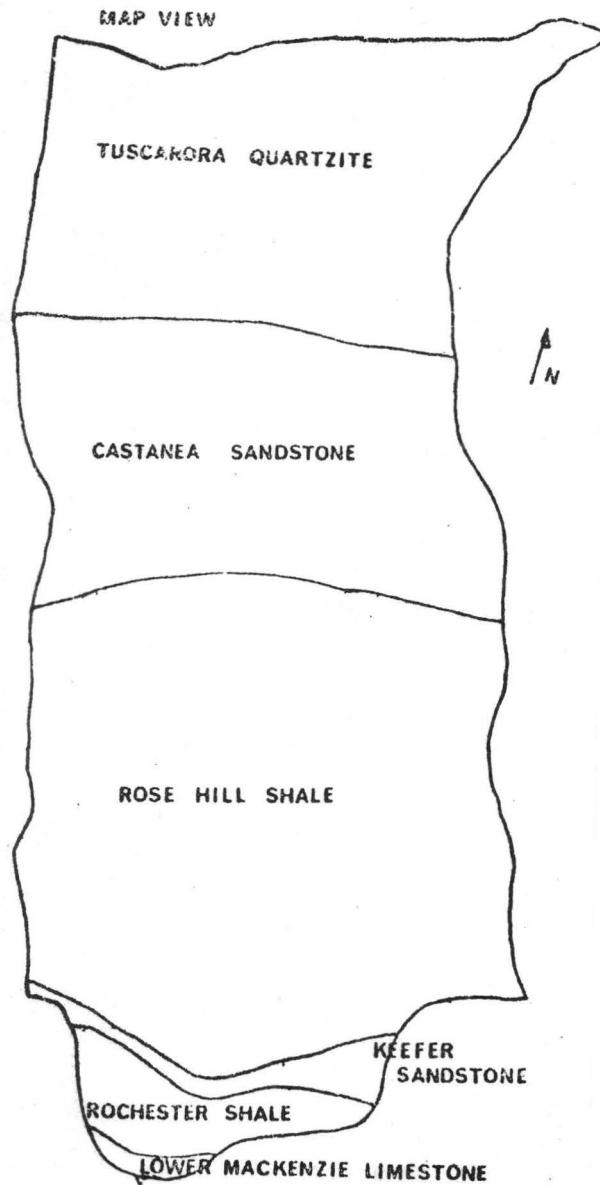 MAP VIEW
TUSCARORA QUARTZITE
N
CASTANEA SANDSTONE
ROSE HILL SHALE
KEEFER
SANDSTONE
ROCHESTER SHALE
LOWER MACKENZIE LIMESTONE